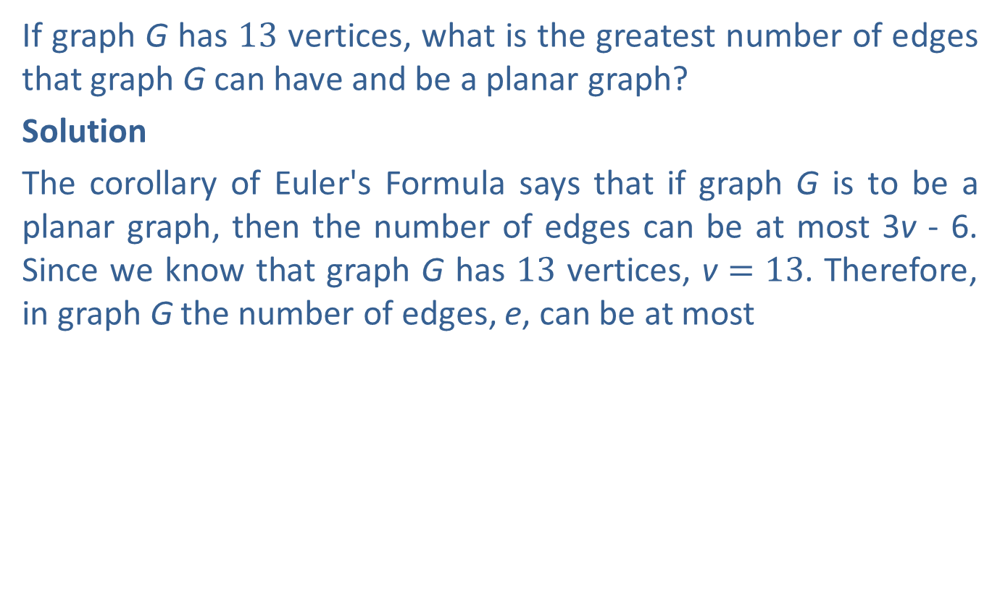 If graph G has 13 vertices, what is the greatest number of edges
that graph G can have and be a planar graph?
Solution
The corollary of Euler's Formula says that if graph G is to be a
planar graph, then the number of edges can be at most 3v - 6.
Since we know that graph G has 13 vertices, v = 13. Therefore,
in graph G the number of edges, e, can be at most